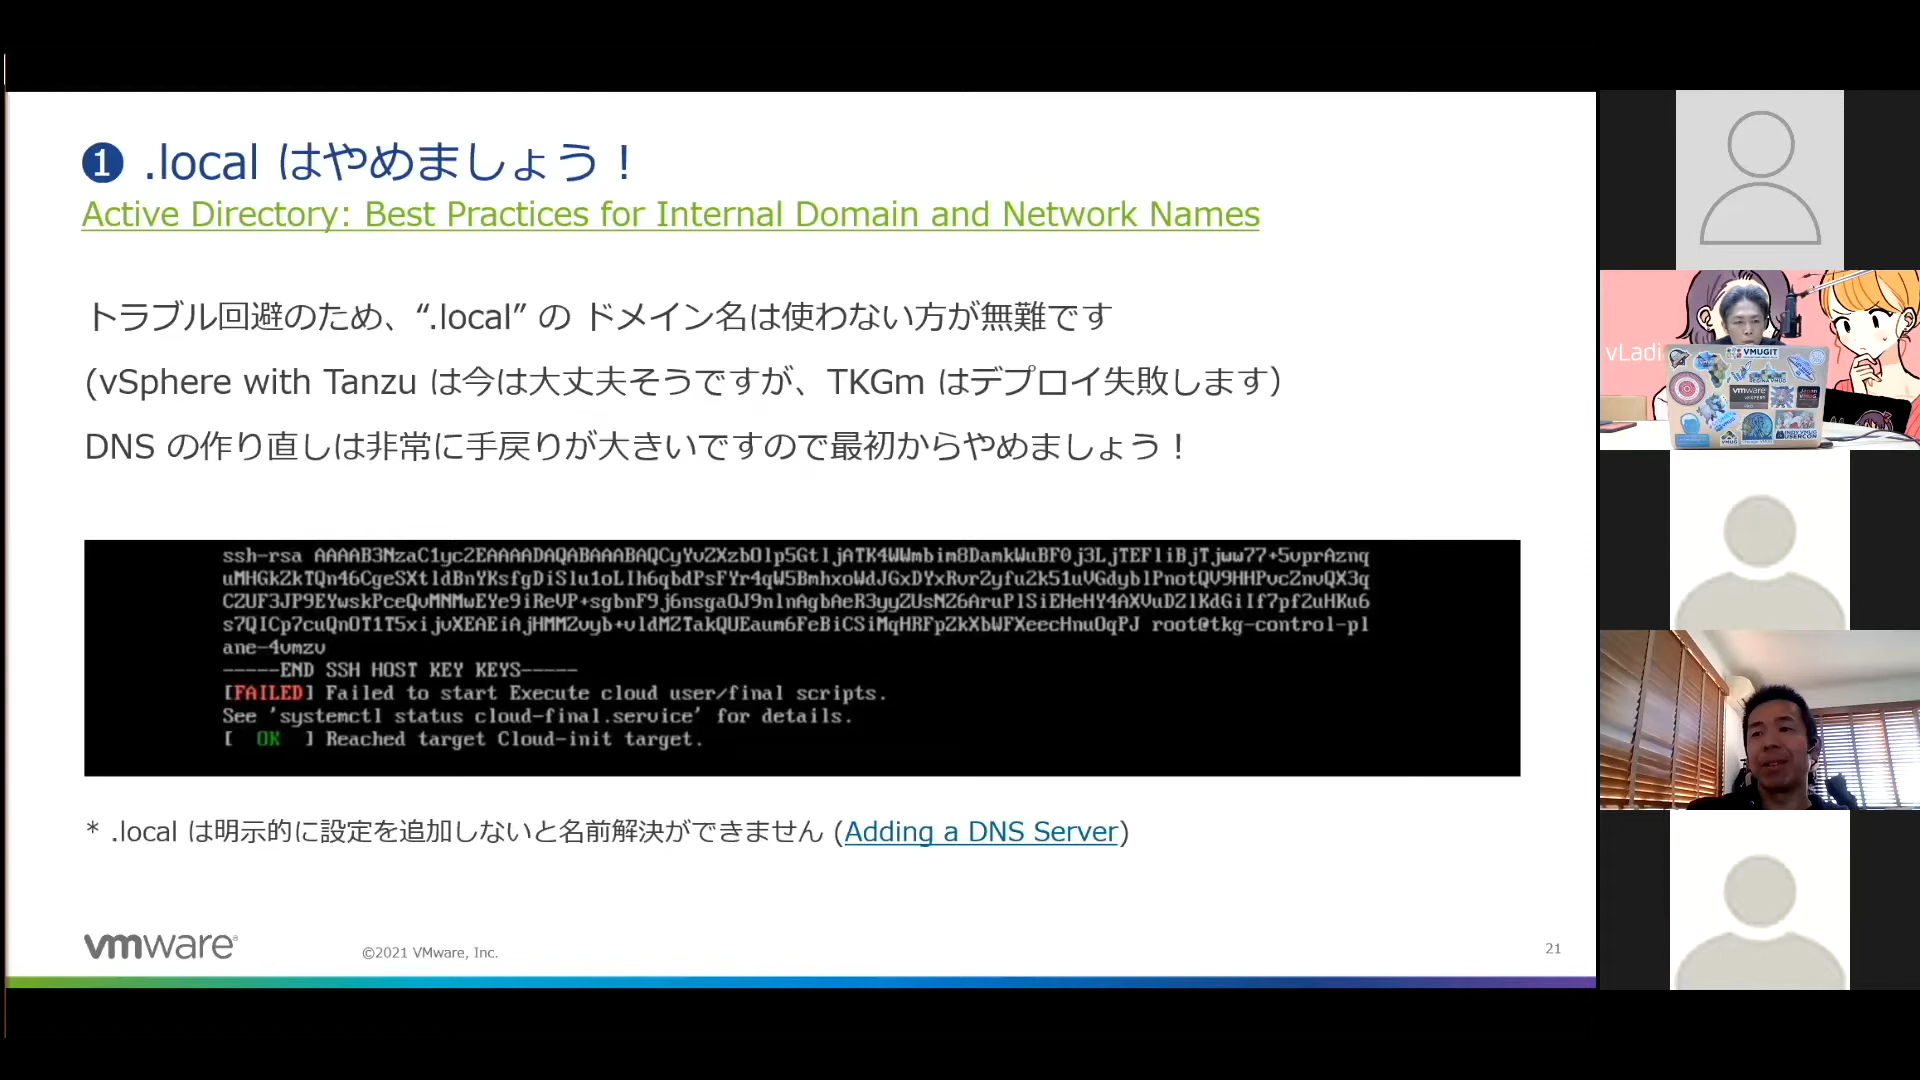 ❶ .local はやめましょう！
Active Directory: Best Practices for Internal Domain and Network Names
トラブル回避のため、“.local” の ドメイン名は使わない方が無難です
(vSphere with Tanzu は今は大丈夫そうですが、TKGm はデプロイ失敗します)
DNS の作り直しは非常に手戻りが大きいですので最初からやめましょう！
ane-4vmzv
-----END SSH HOST KEY KEYS-----
[FAILED] Failed to start Execute cloud user/final scripts.
See 'systemctl status cloud-final.service' for details.
[ OK ] Reached target Cloud-init target.
* .local は明示的に設定を追加しないと名前解決ができません (Adding a DNS Server)
vmware®
©2021 VMware, Inc.
21
vLadi
VMUGIT
vmware